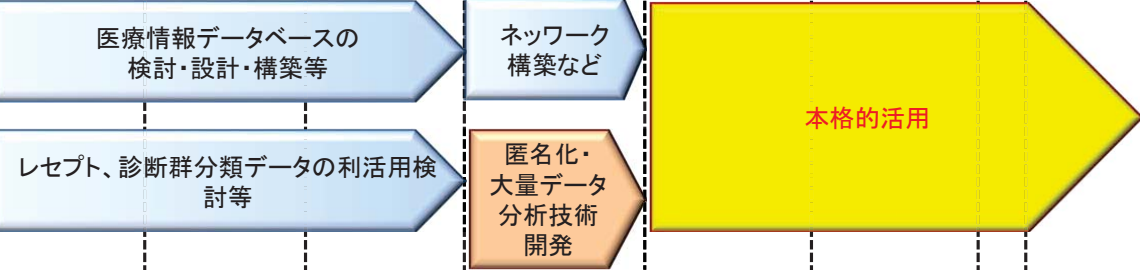 医療情報データベースの
検討・設計・構築等
ネッワーク
構築など
本格的活用
レセプト、診断群分類データの利活用検
討等
匿名化・
大量データ
分析技術
開発